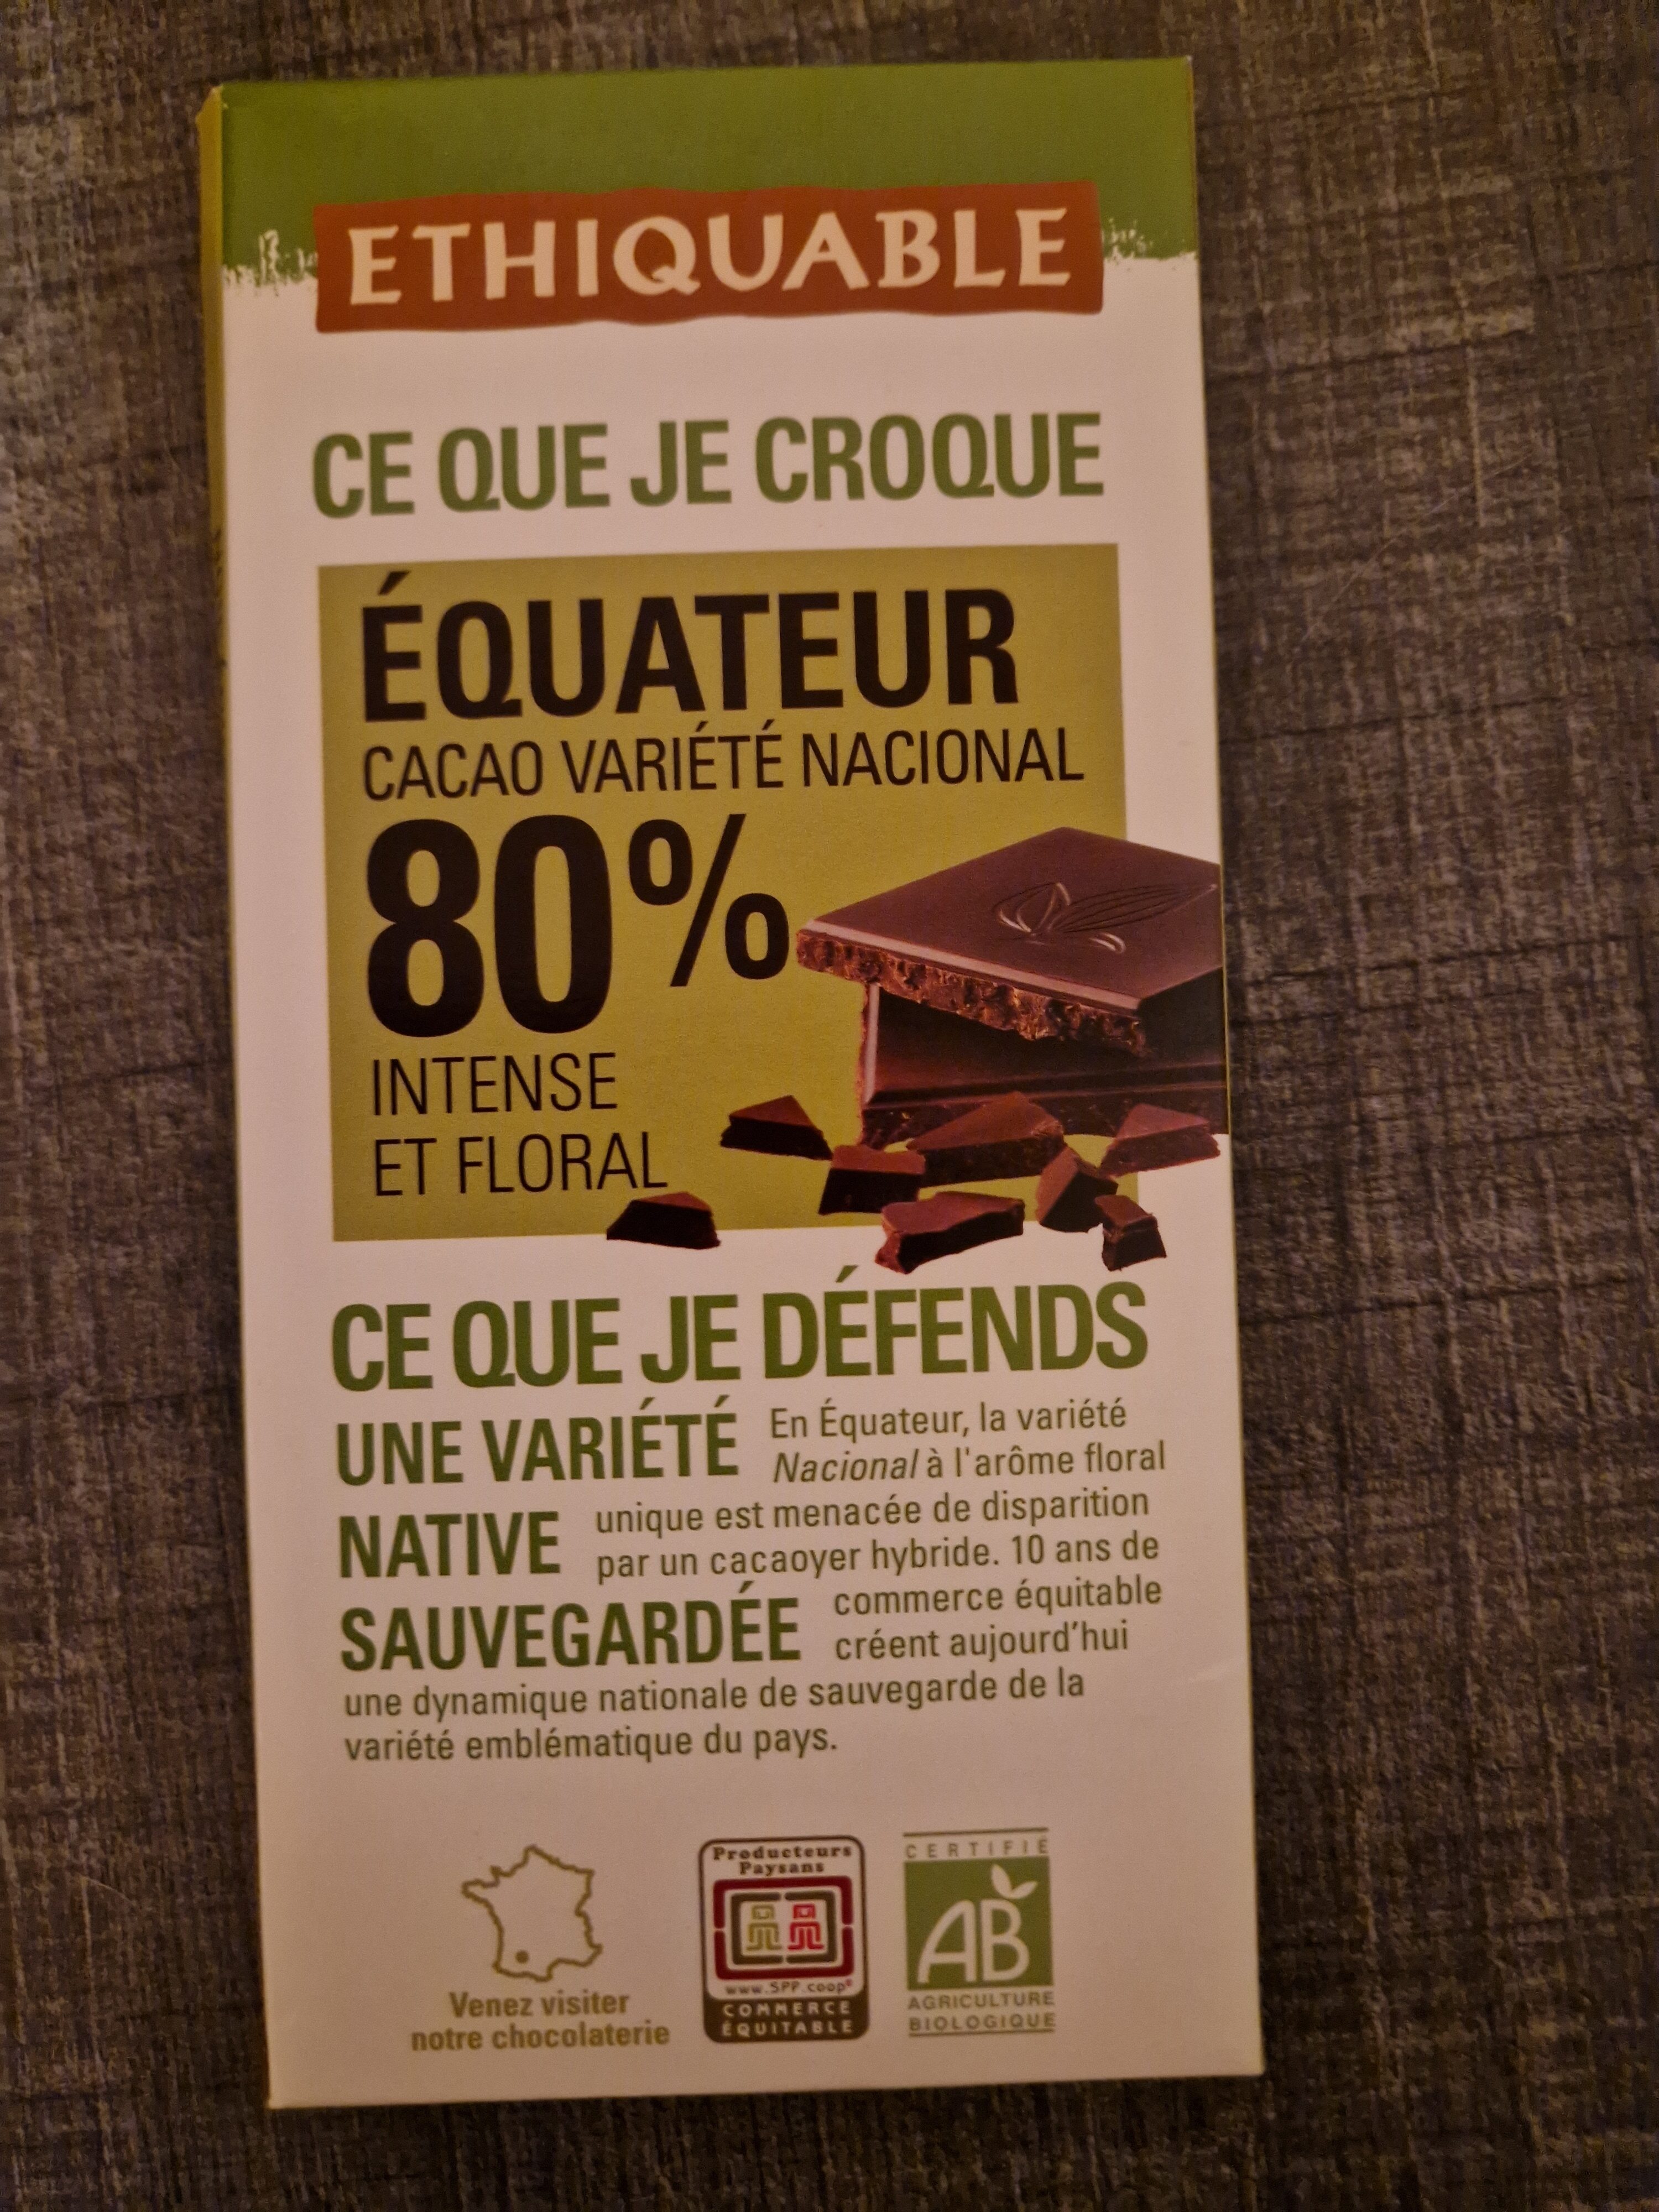 ETHIQUABLE
CE QUE JE CROQUE
ÉQUATEUR
CACAO VARIÉTÉ NACIONAL
80%
INTENSE
ET FLORAL
CE QUE JE DÉFENDS
UNE VARIÉTÉ
NATIVE
SAUVEGARDÉE
En Équateur, la variété
Nacional à l'arôme floral
unique est menacée de disparition
par un cacaoyer hybride. 10 ans de
commerce équitable
créent aujourd'hui
une dynamique nationale de sauvegarde de la
variété emblématique du pays.
Venez visiter
notre chocolaterie
Producteurs
Paysans
www.SPP.coop®
COMMERCE
ÉQUITABLE
CERTIFIÉ
AB
AGRICULTURE
BIOLOGIQUE